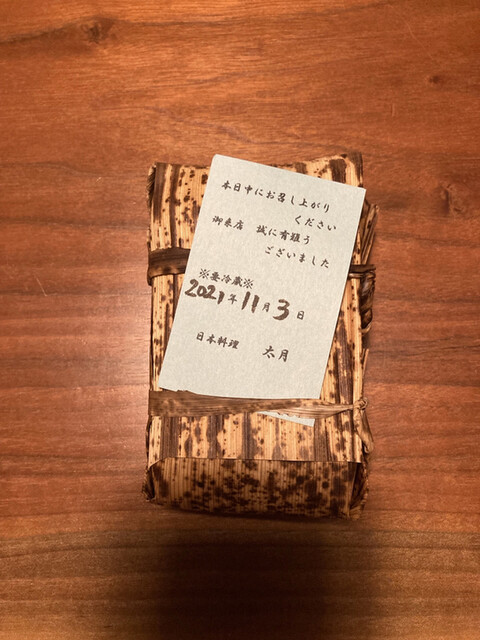 本日中にお召し上がり
ください
御来店　誠に有難う
ございました
※要冷蔵※
2021年11月3日
日本料理　太月